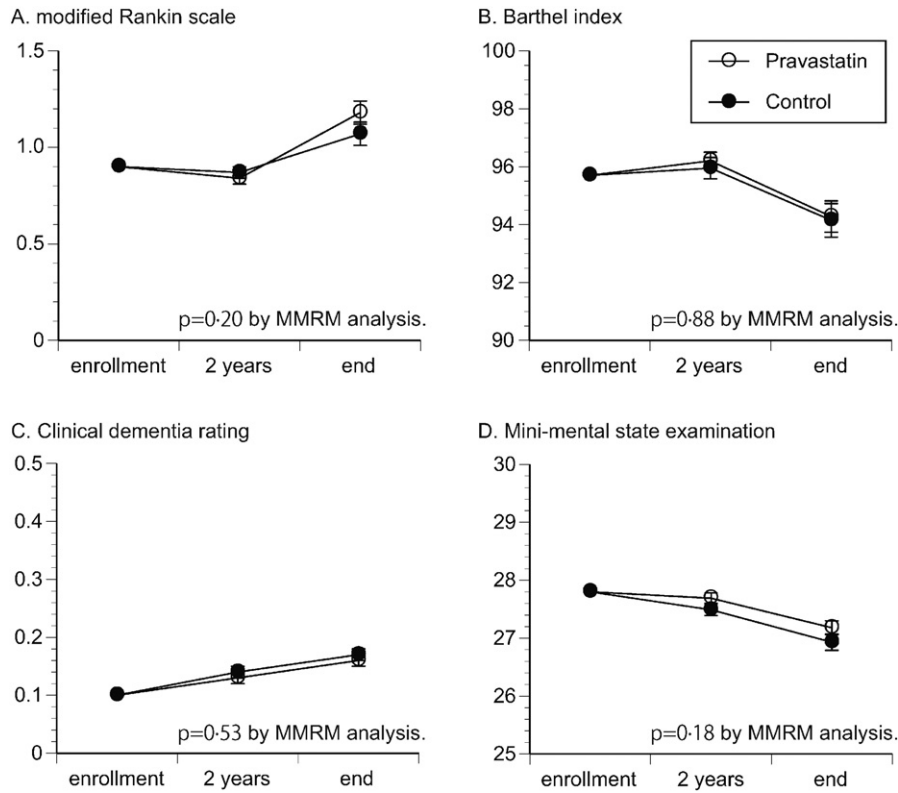 A. modified Rankin scale
1.5
1.0
0.5
0
p=0·20 by MMRM analysis.
enrollment 2 years end
B. Barthel index
100
98
96
94
92
90
Pravastatin
Control
p=0·88 by MMRM analysis.
enrollment 2 years end
C. Clinical dementia rating
0.5
0.4
0.3
0.2
0.1
0
p=0·53 by MMRM analysis.
enrollment 2 years end
D. Mini-mental state examination
30
29
28
27
26
25
p=0·18 by MMRM analysis.
enrollment 2 years end